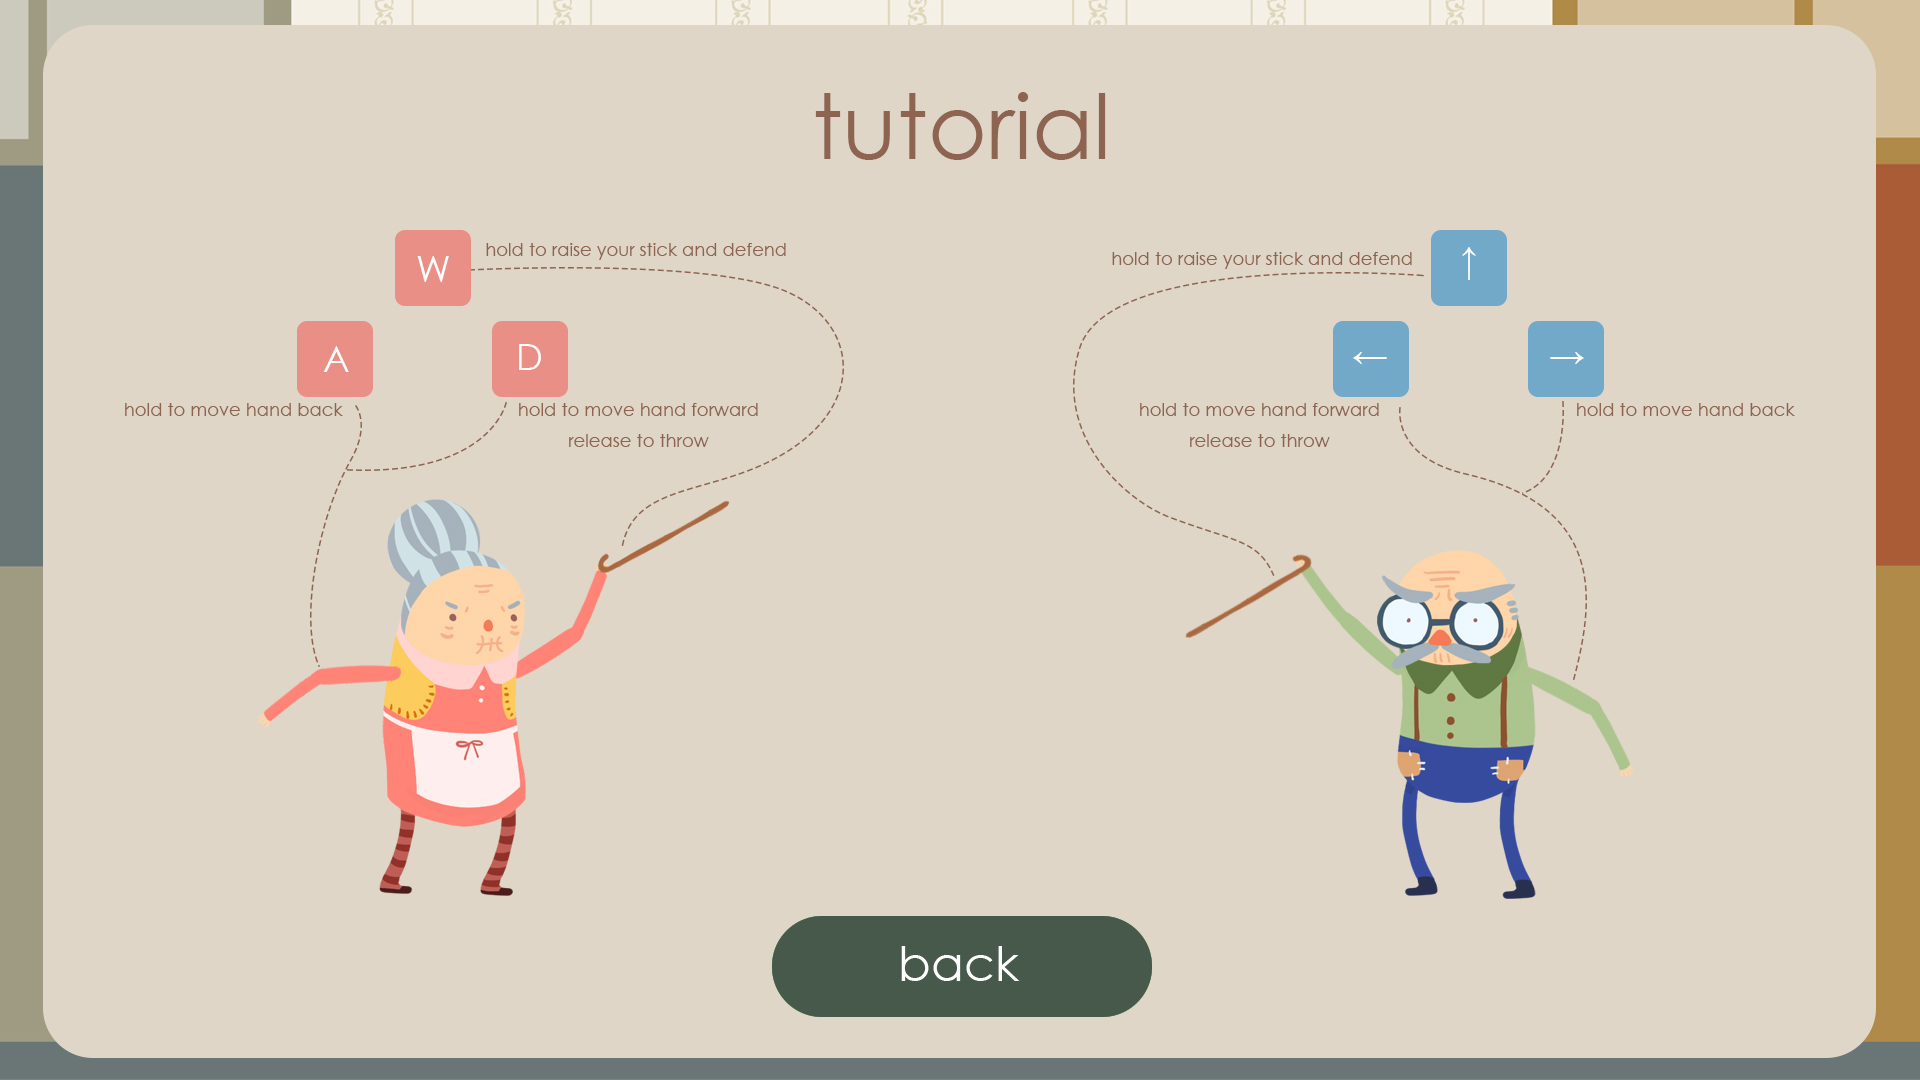 tutorial
W
hold to raise your stick and defend
A
D
hold to move hand back
hold to move hand forward
release to throw
hold to raise your stick and defend
↑
←
→
hold to move hand forward
release to throw
hold to move hand back
back